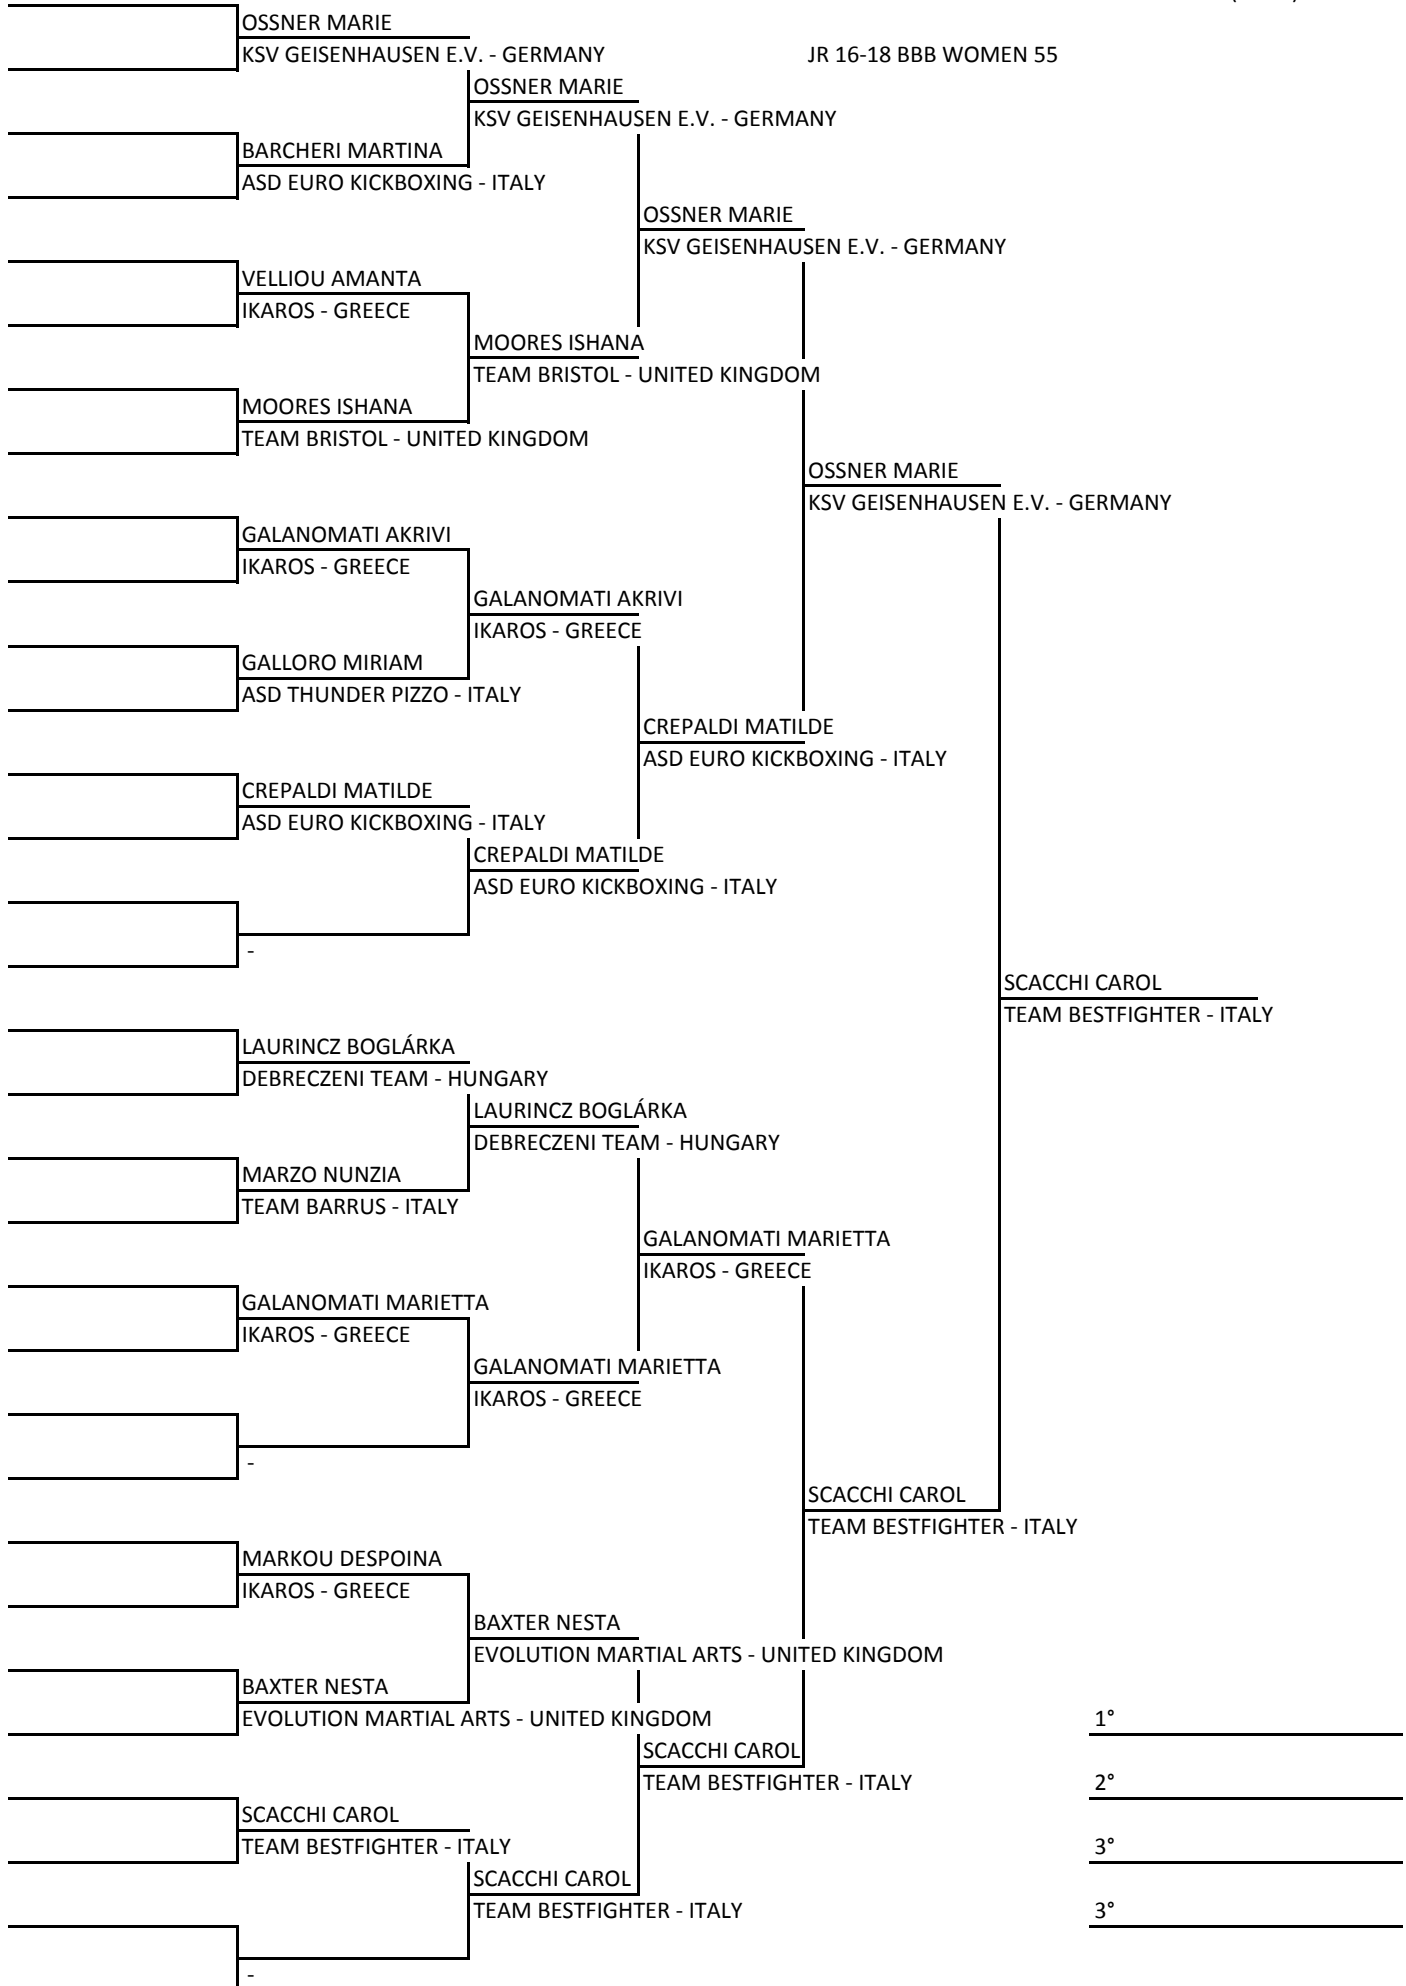 OSSNER MARIE
KSV GEISENHAUSEN E.V. - GERMANY
JR 16-18 BBB WOMEN 55
OSSNER MARIE
KSV GEISENHAUSEN E.V. - GERMANY
BARCHERI MARTINA
ASD EURO KICKBOXING - ITALY
OSSNER MARIE
KSV GEISENHAUSEN E.V. - GERMANY
VELLIOU AMANTA
IKAROS - GREECE
MOORES ISHANA
TEAM BRISTOL - UNITED KINGDOM
MOORES ISHANA
TEAM BRISTOL - UNITED KINGDOM
OSSNER MARIE
KSV GEISENHAUSEN E.V. - GERMANY
GALANOMATI AKRIVI
IKAROS - GREECE
GALANOMATI AKRIVI
IKAROS - GREECE
GALLORO MIRIAM
ASD THUNDER PIZZO - ITALY
CREPALDI MATILDE
ASD EURO KICKBOXING - ITALY
CREPALDI MATILDE
ASD EURO KICKBOXING - ITALY
CREPALDI MATILDE
ASD EURO KICKBOXING - ITALY
-
SCACCHI CAROL
TEAM BESTFIGHTER - ITALY
LAURINCZ BOGLÁRKA
DEBRECZENI TEAM - HUNGARY
LAURINCZ BOGLÁRKA
DEBRECZENI TEAM - HUNGARY
MARZO NUNZIA
TEAM BARRUS - ITALY
GALANOMATI MARIETTA
IKAROS - GREECE
GALANOMATI MARIETTA
IKAROS - GREECE
GALANOMATI MARIETTA
IKAROS - GREECE
-
SCACCHI CAROL
TEAM BESTFIGHTER - ITALY
MARKOU DESPOINA
IKAROS - GREECE
BAXTER NESTA
EVOLUTION MARTIAL ARTS - UNITED KINGDOM
BAXTER NESTA
EVOLUTION MARTIAL ARTS - UNITED KINGDOM
1°
SCACCHI CAROL
TEAM BESTFIGHTER - ITALY
2°
SCACCHI CAROL
TEAM BESTFIGHTER - ITALY
3°
SCACCHI CAROL
TEAM BESTFIGHTER - ITALY
3°
-